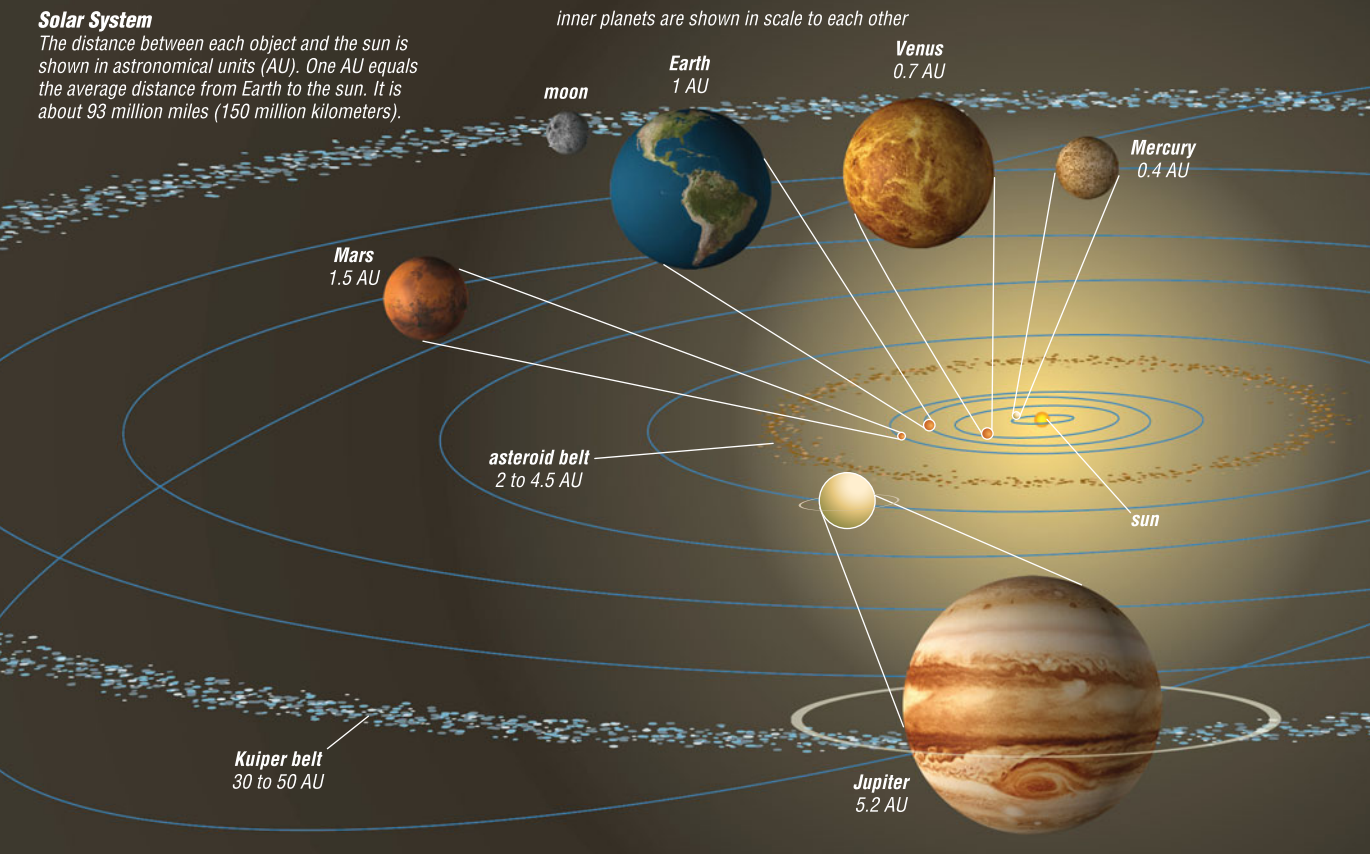 Solar System
The distance between each object and the sun is
shown in astronomical units (AU). One AU equals
the average distance from Earth to the sun. It is
about 93 million miles (150 million kilometers).
inner planets are shown in scale to each other
moon
Earth
1 AU
Venus
0.7 AU
Mercury
0.4 AU
Mars
1.5 AU
asteroid belt
2 to 4.5 AU
sun
Kuiper belt
30 to 50 AU
Jupiter
5.2 AU